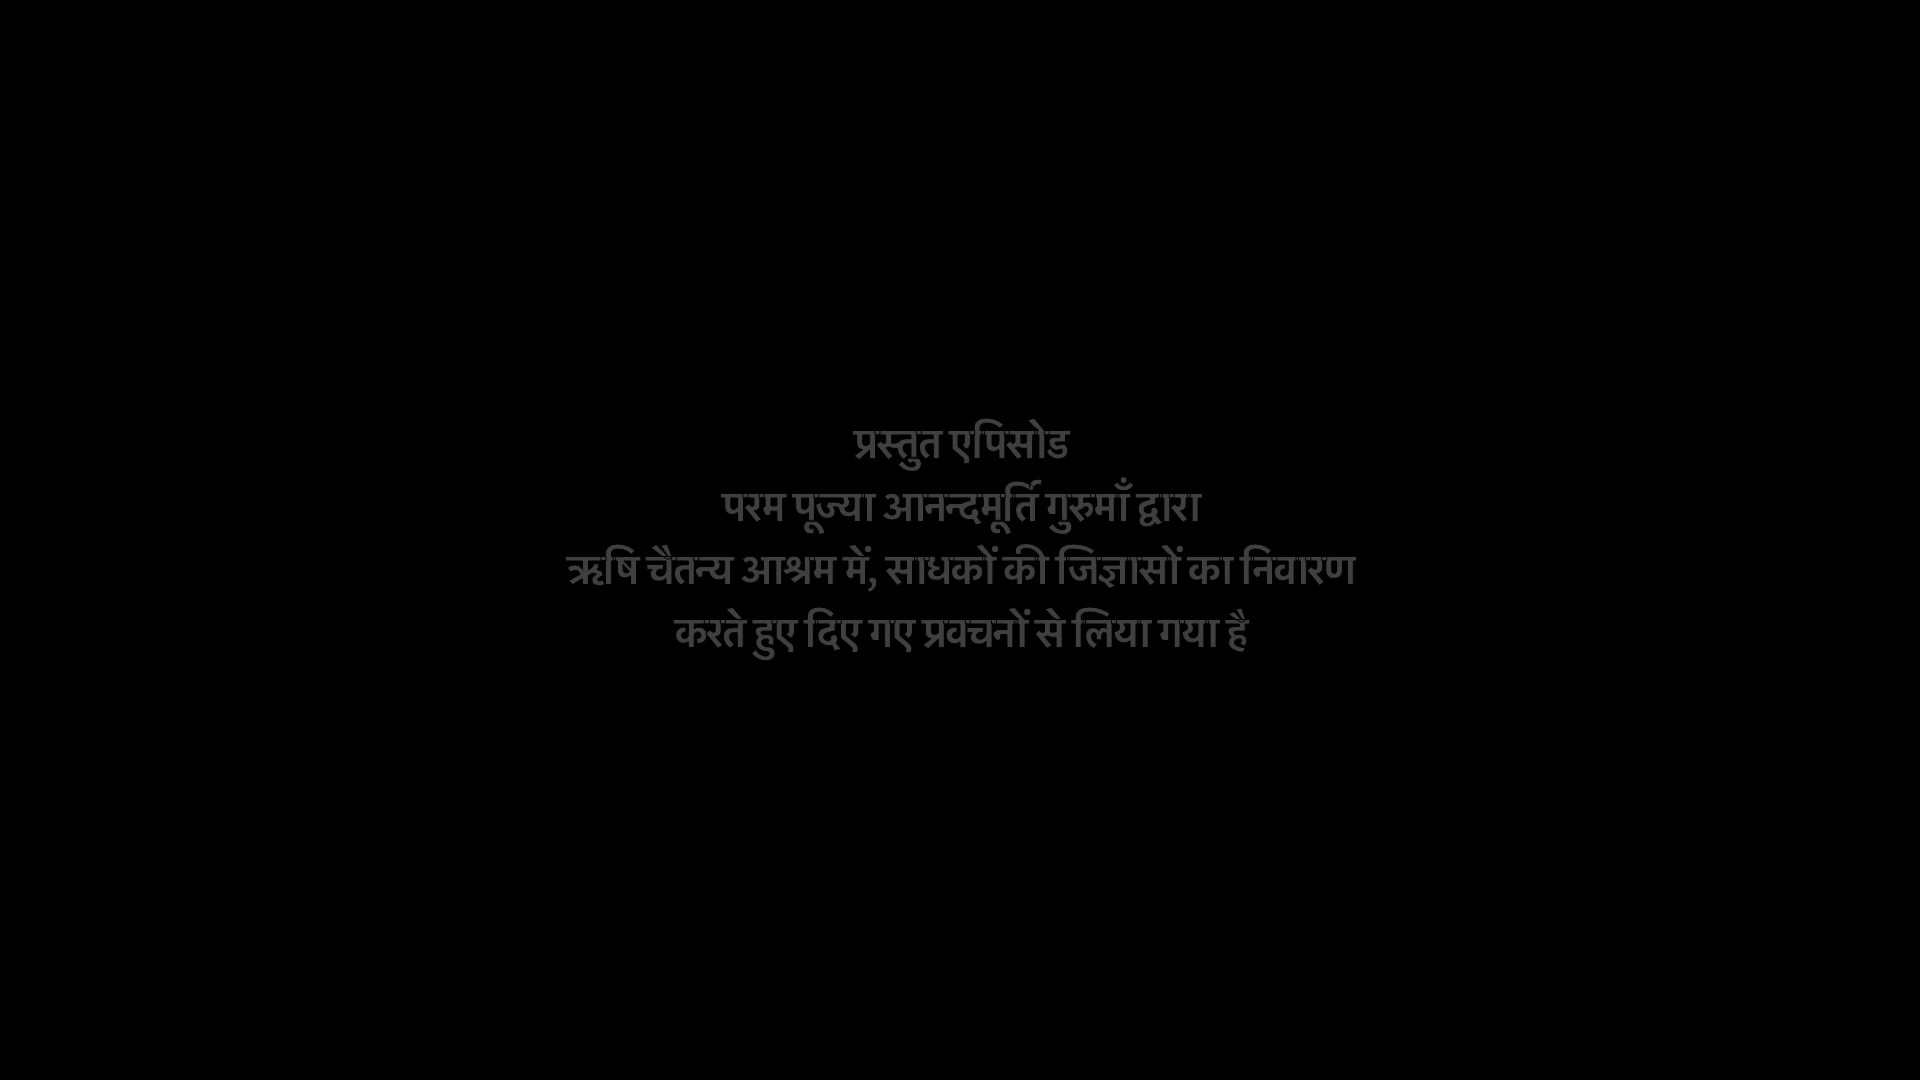 प्रस्तुत एपिसोड
परम पूज्या आनन्दमूर्ति गुरुमाँ द्वारा
ऋषि चैतन्य आश्रम में, साधकों की जिज्ञासों का निवारण
करते हुए दिए गए प्रवचनों से लिया गया है